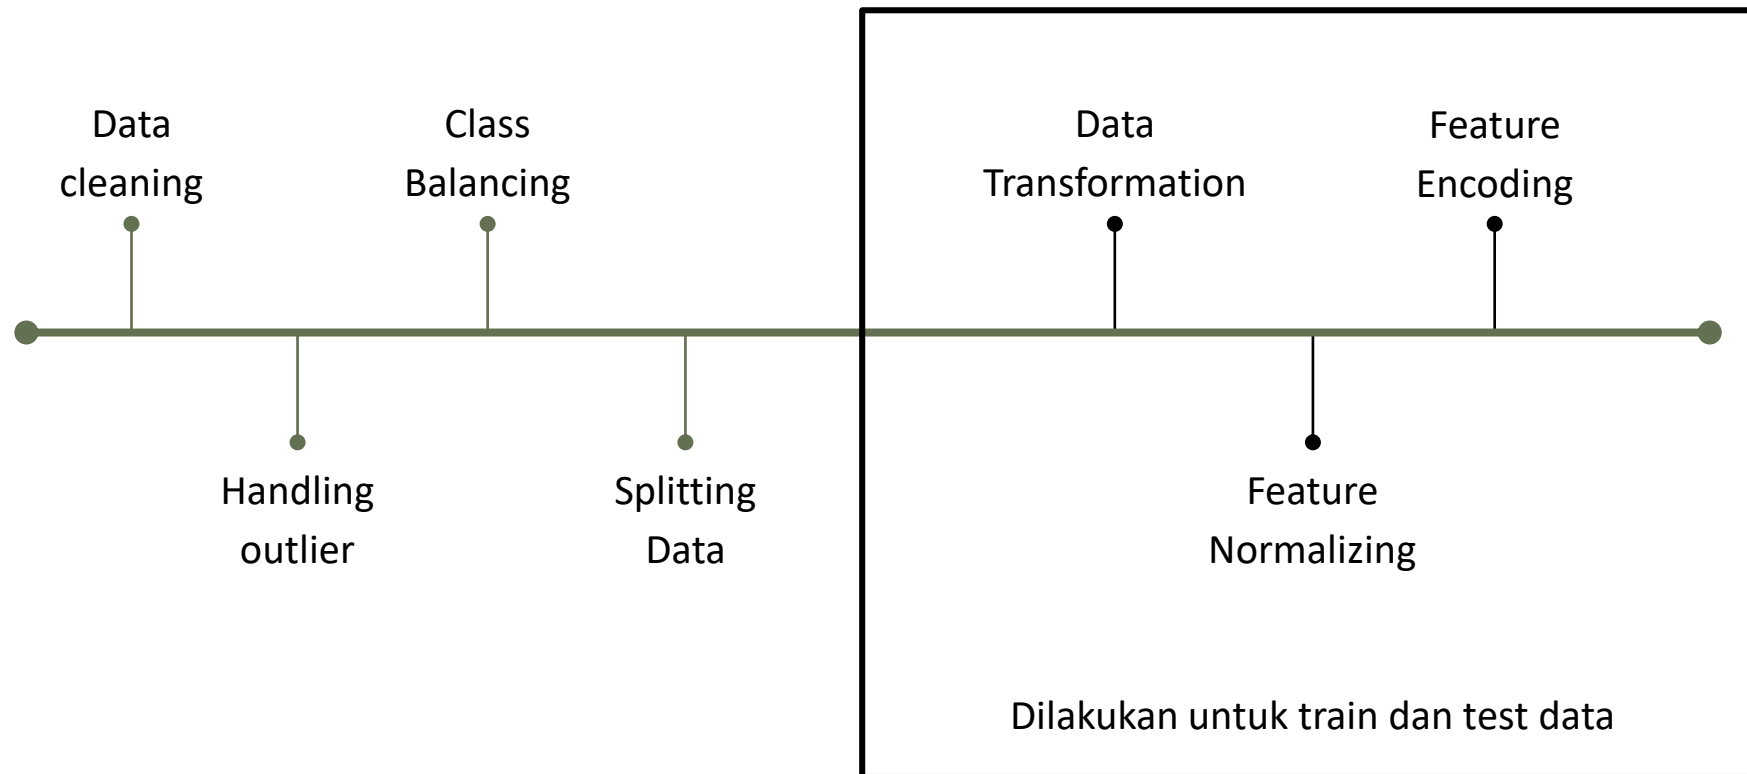 Data
cleaning
Handling
outlier
Class
Balancing
Splitting
Data
Data
Transformation
Feature
Normalizing
Feature
Encoding
Dilakukan untuk train dan test data